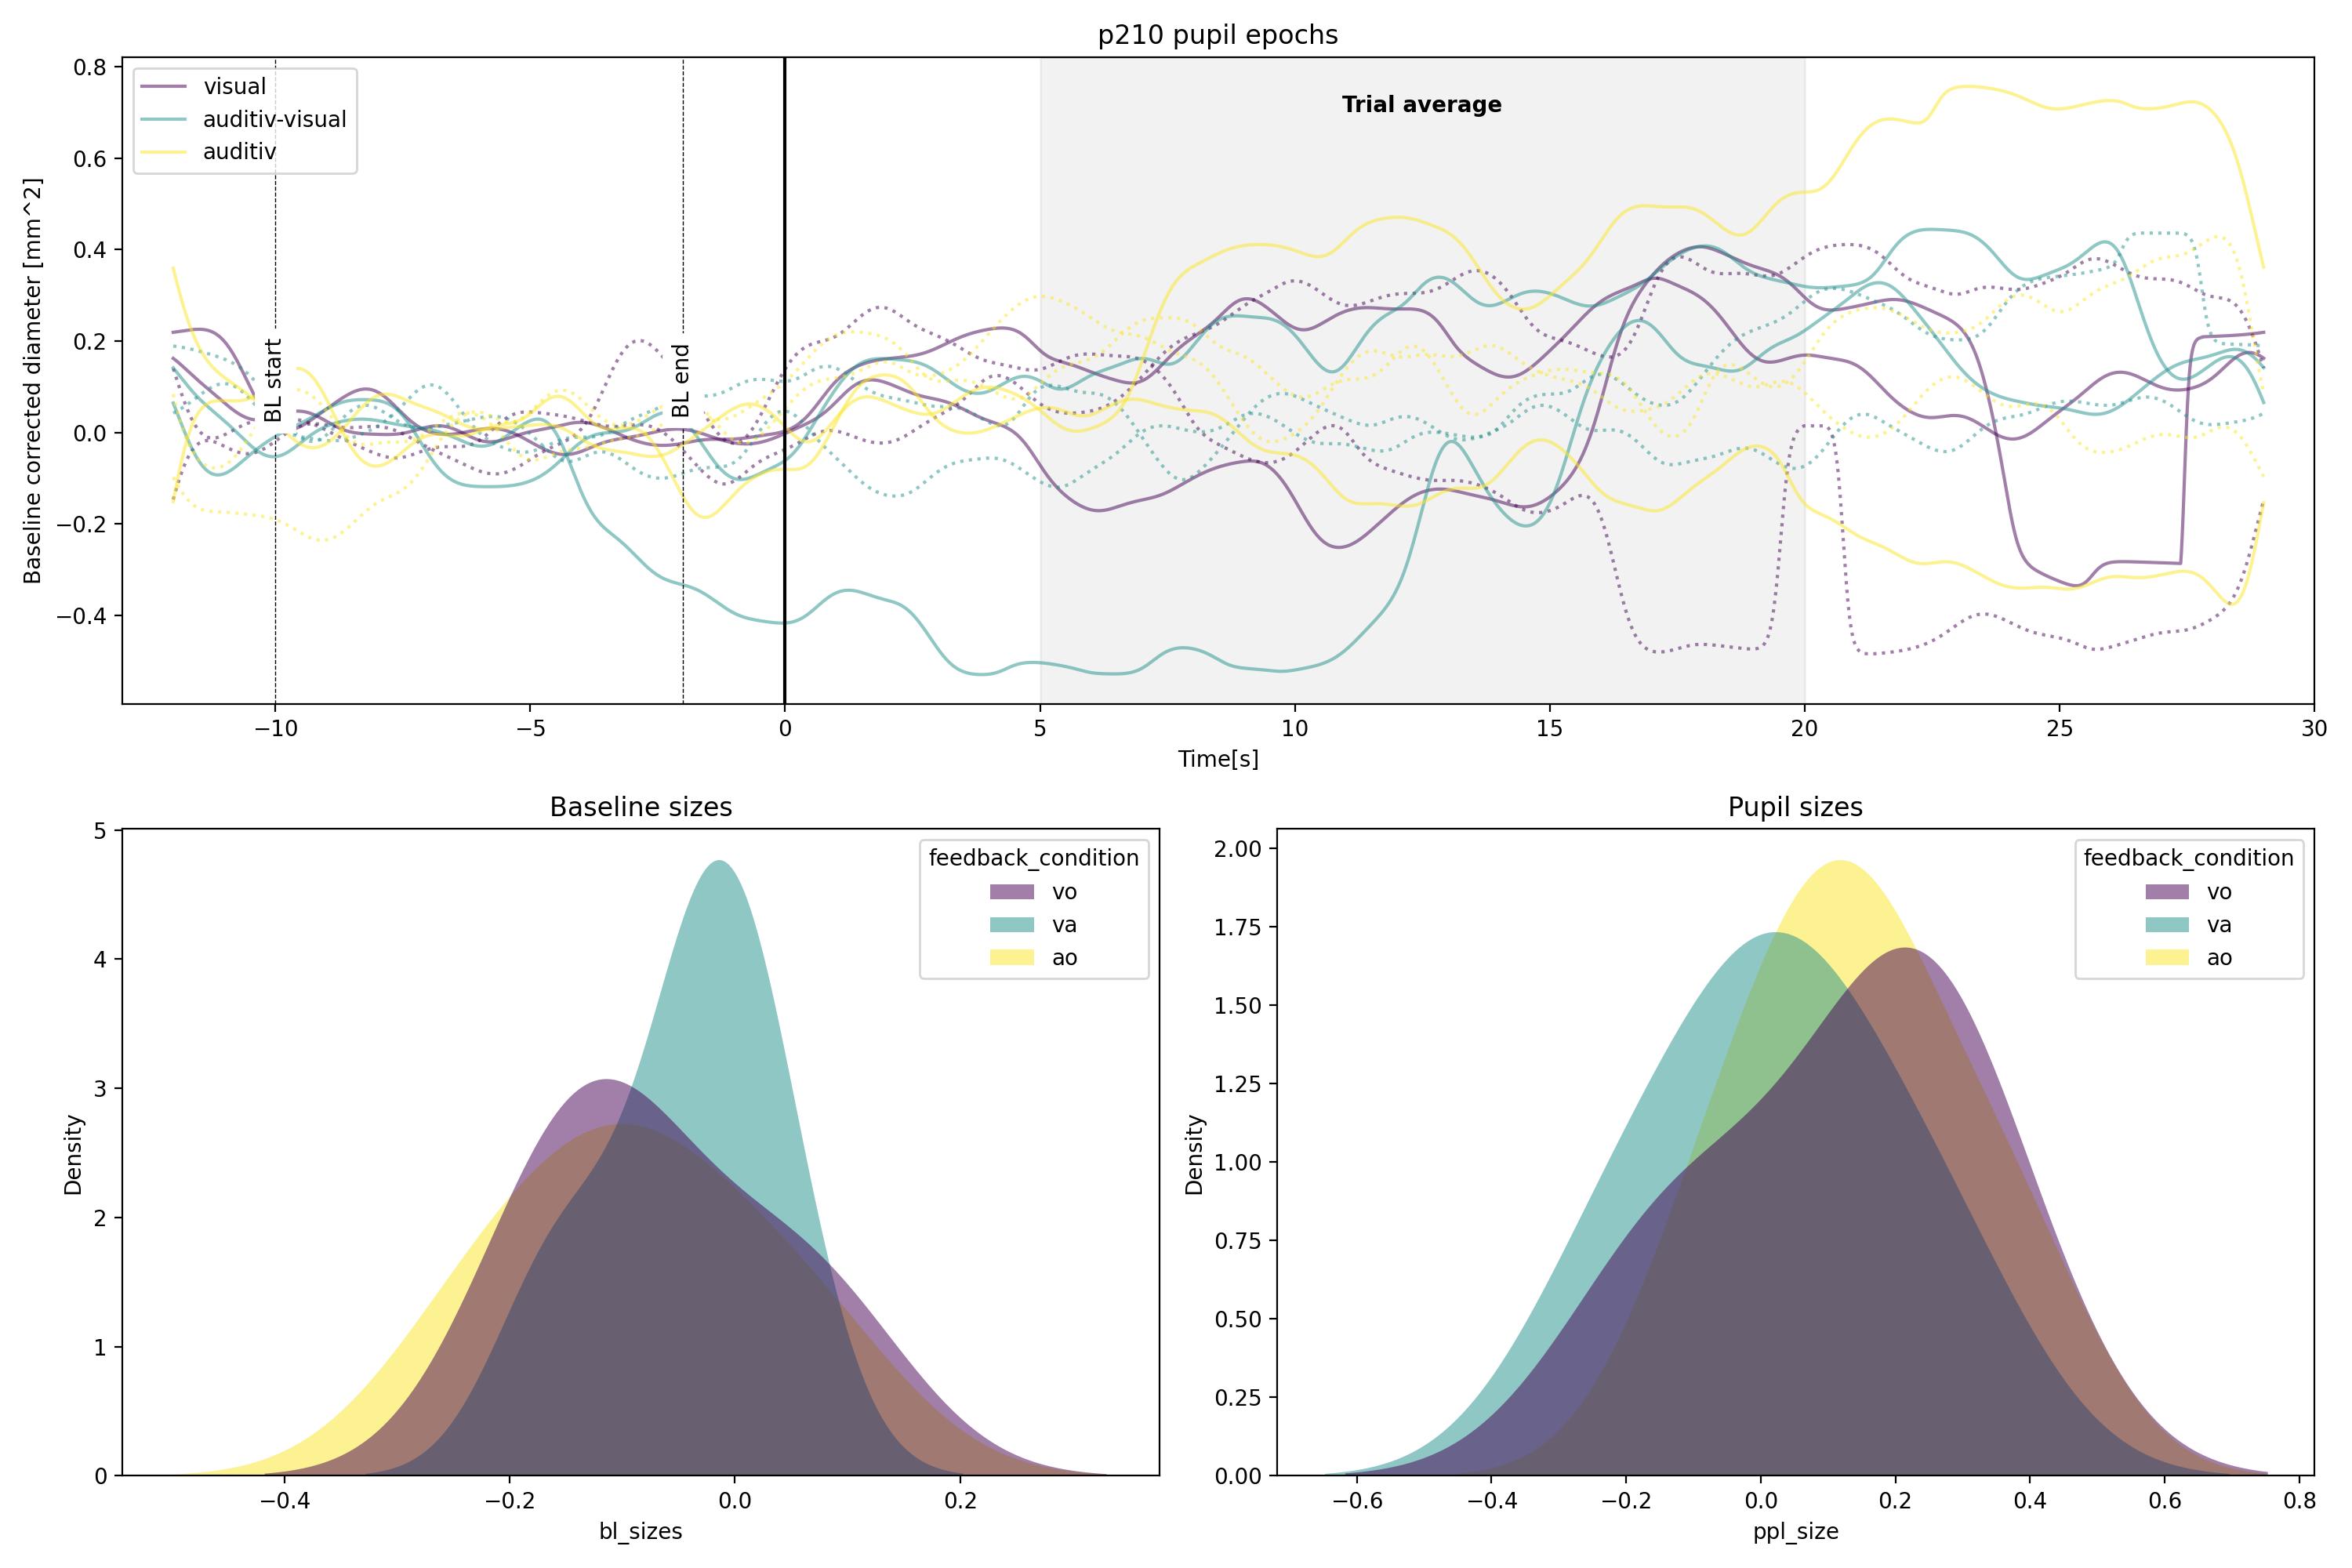 p210 pupil epochs
Baseline corrected diameter [mm^2]
0.8
0.6
0.4
0.2
0.0
−0.2
−0.4
visual
auditiv-visual
auditiv
BL start
BL end
Trial average
−10
−5
0
5
10
15
20
25
30
Time[s]
Baseline sizes
Density
5
4
3
2
1
0
feedback_condition
vo
va
ao
−0.4
−0.2
0.0
0.2
bl_sizes
Pupil sizes
Density
2.00
1.75
1.50
1.25
1.00
0.75
0.50
0.25
0.00
feedback_condition
vo
va
ao
−0.6
−0.4
−0.2
0.0
0.2
0.4
0.6
0.8
ppl_size